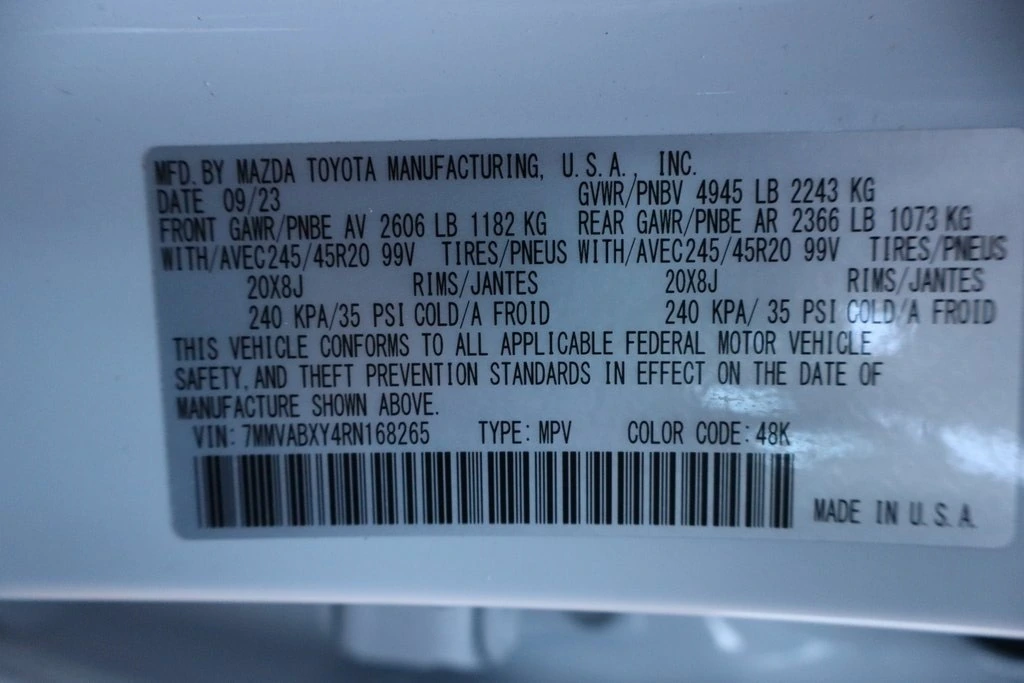 MFD. BY MAZDA TOYOTA MANUFACTURING, U. S. A., INC.
DATE 09/23 GVWR/PNBV 4945 LB 2243 KG
FRONT GAWR/PNBE AV 2606 LB 1182 KG REAR GAWR/PNBE AR 2366 LB 1073 KG
WITH/AVEC245/45R20 99V TIRES/PNEUS WITH/AVEC245/45R20 99V TIRES/PNEUS
20X8J RIMS/JANTES 20X8J RIMS/JANTES
240 KPA/35 PSI COLD/A FROID 240 KPA/ 35 PSI COLD/A FROID
THIS VEHICLE CONFORMS TO ALL APPLICABLE FEDERAL MOTOR VEHICLE
SAFETY, AND THEFT PREVENTION STANDARDS IN EFFECT ON THE DATE OF
MANUFACTURE SHOWN ABOVE.
VIN: 7MMVABXY4RN168265 TYPE: MPV COLOR CODE: 48K
MADE IN U. S. A.